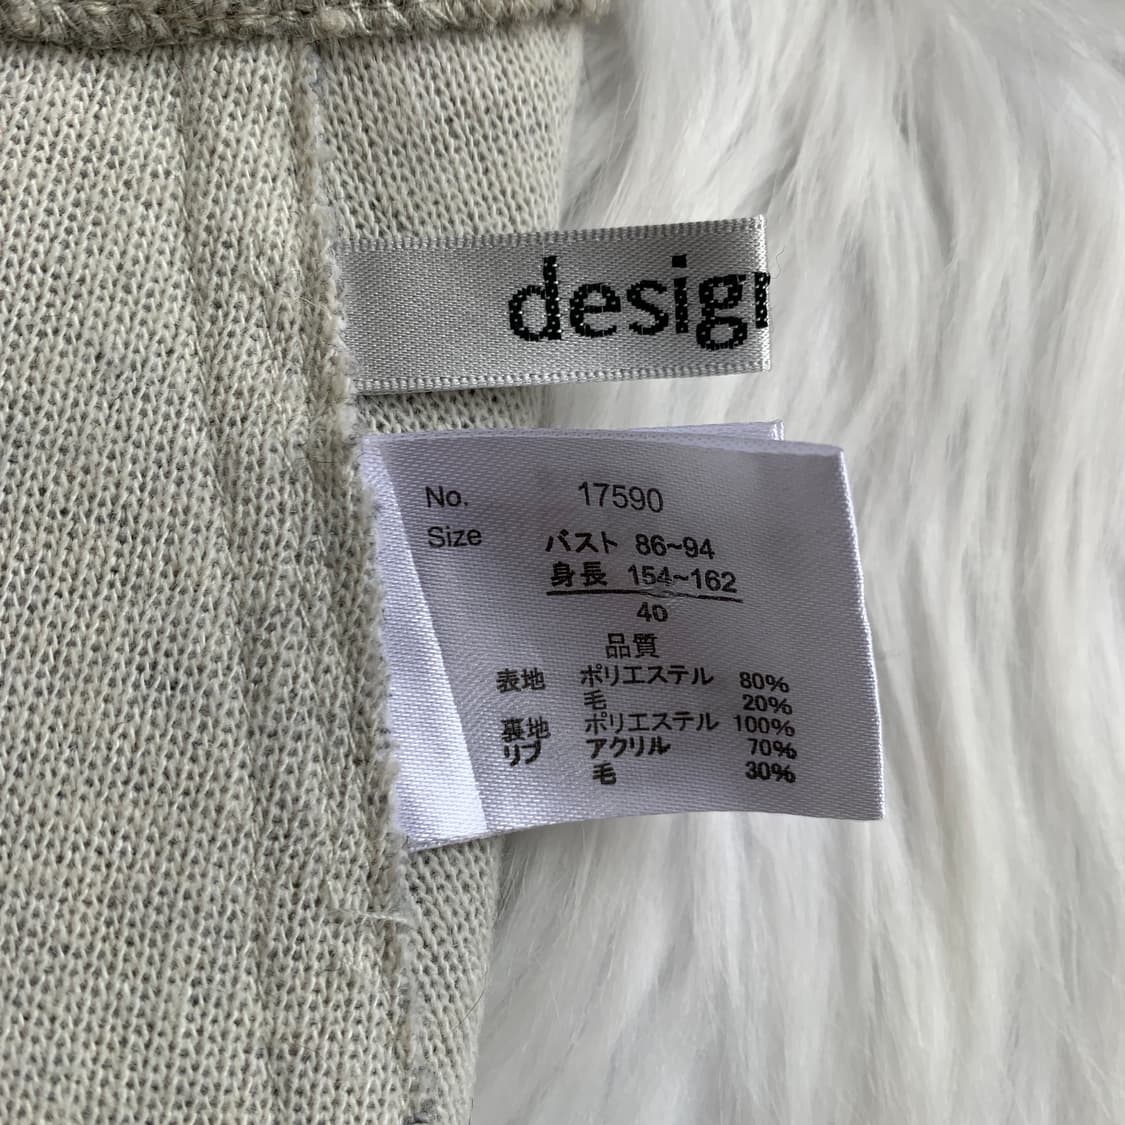 desig
No. 17590
Size バスト 86~94
身長 154~162
40
品質
表地 ポリエステル 80%
毛 20%
裏地 ポリエステル 100%
リブ アクリル 70%
毛 30%